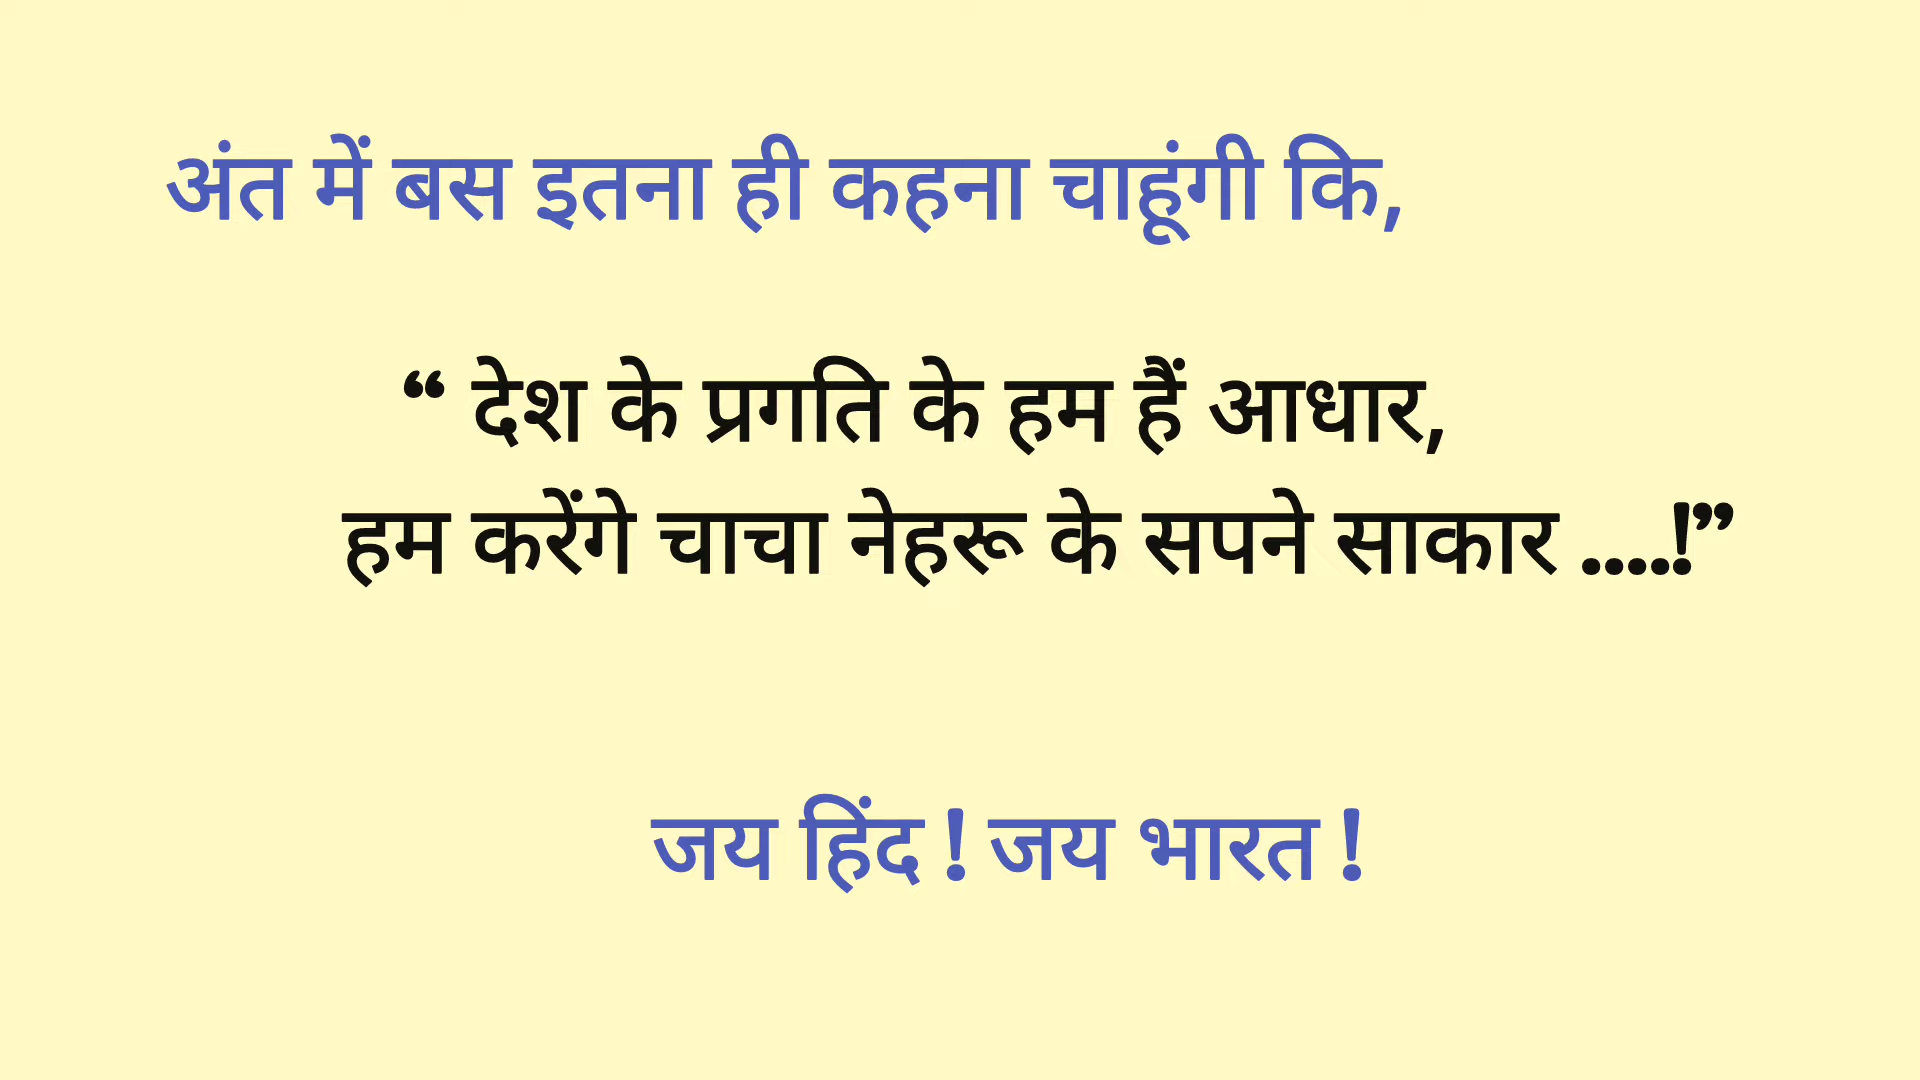 अंत में बस इतना ही कहना चाहूंगी कि,
“ देश के प्रगति के हम हैं आधार,
हम करेंगे चाचा नेहरू के सपने साकार ....!”
जय हिंद ! जय भारत !